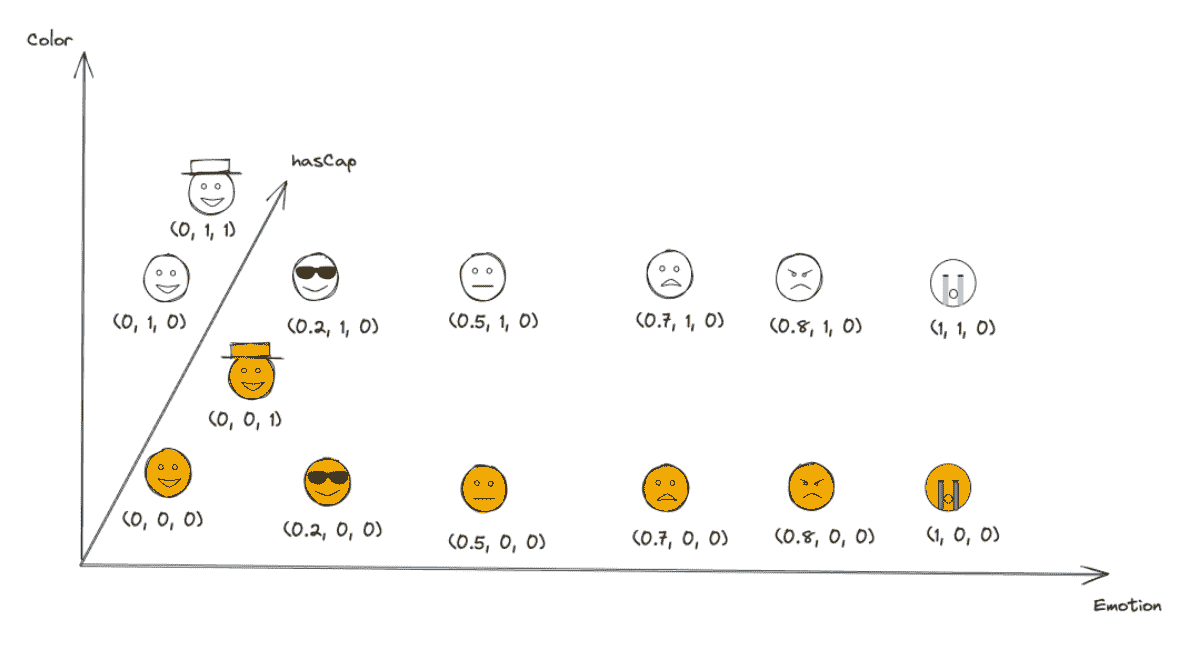 Color
hasCap
(0, 1, 1)
(0, 1, 0)
(0.2, 1, 0)
(0.5, 1, 0)
(0.7, 1, 0)
(0.8, 1, 0)
(1, 1, 0)
(0, 0, 1)
(0, 0, 0)
(0.2, 0, 0)
(0.5, 0, 0)
(0.7, 0, 0)
(0.8, 0, 0)
(1, 0, 0)
Emotion